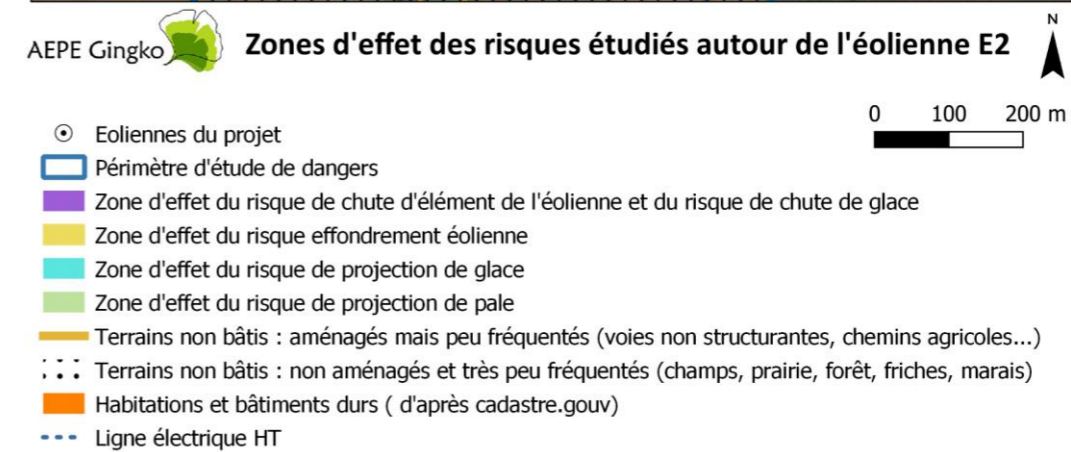 N
AEPE Gingko
Zones d'effet des risques étudiés autour de l'éolienne E2
0 100 200 m
Eoliennes du projet
Périmètre d'étude de dangers
Zone d'effet du risque de chute d'élément de l'éolienne et du risque de chute de glace
Zone d'effet du risque effondrement éolienne
Zone d'effet du risque de projection de glace
Zone d'effet du risque de projection de pale
Terrains non bâtis : aménagés mais peu fréquentés (voies non structurantes, chemins agricoles...)
Terrains non bâtis : non aménagés et très peu fréquentés (champs, prairie, forêt, friches, marais)
Habitations et bâtiments durs ( d'après cadastre.gouv)
Ligne électrique HT